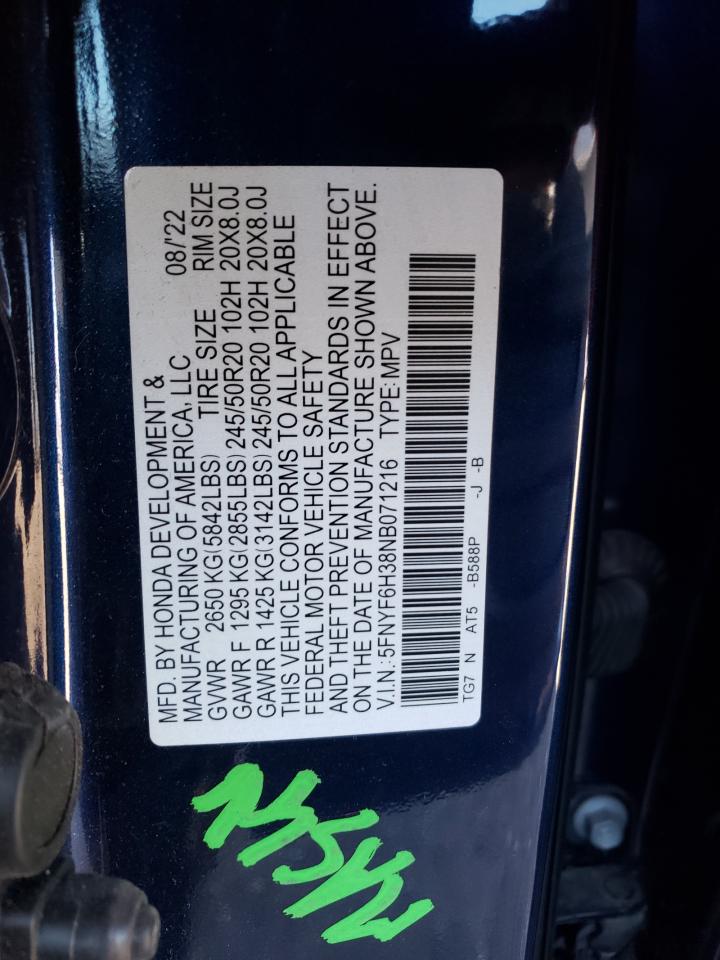 MFD. BY HONDA DEVELOPMENT &
MANUFACTURING OF AMERICA, LLC 08/'22
GVWR 2650 KG(5842LBS) TIRE SIZE RIM SIZE
GAWR F 1295 KG(2855LBS) 245/50R20 102H 20X8.0J
GAWR R 1425 KG(3142LBS) 245/50R20 102H 20X8.0J
THIS VEHICLE CONFORMS TO ALL APPLICABLE
FEDERAL MOTOR VEHICLE SAFETY
AND THEFT PREVENTION STANDARDS IN EFFECT
ON THE DATE OF MANUFACTURE SHOWN ABOVE.
V.I.N.:5FNYF6H38NB071216 TYPE: MPV
TG7 N AT5 -B588P -J -B